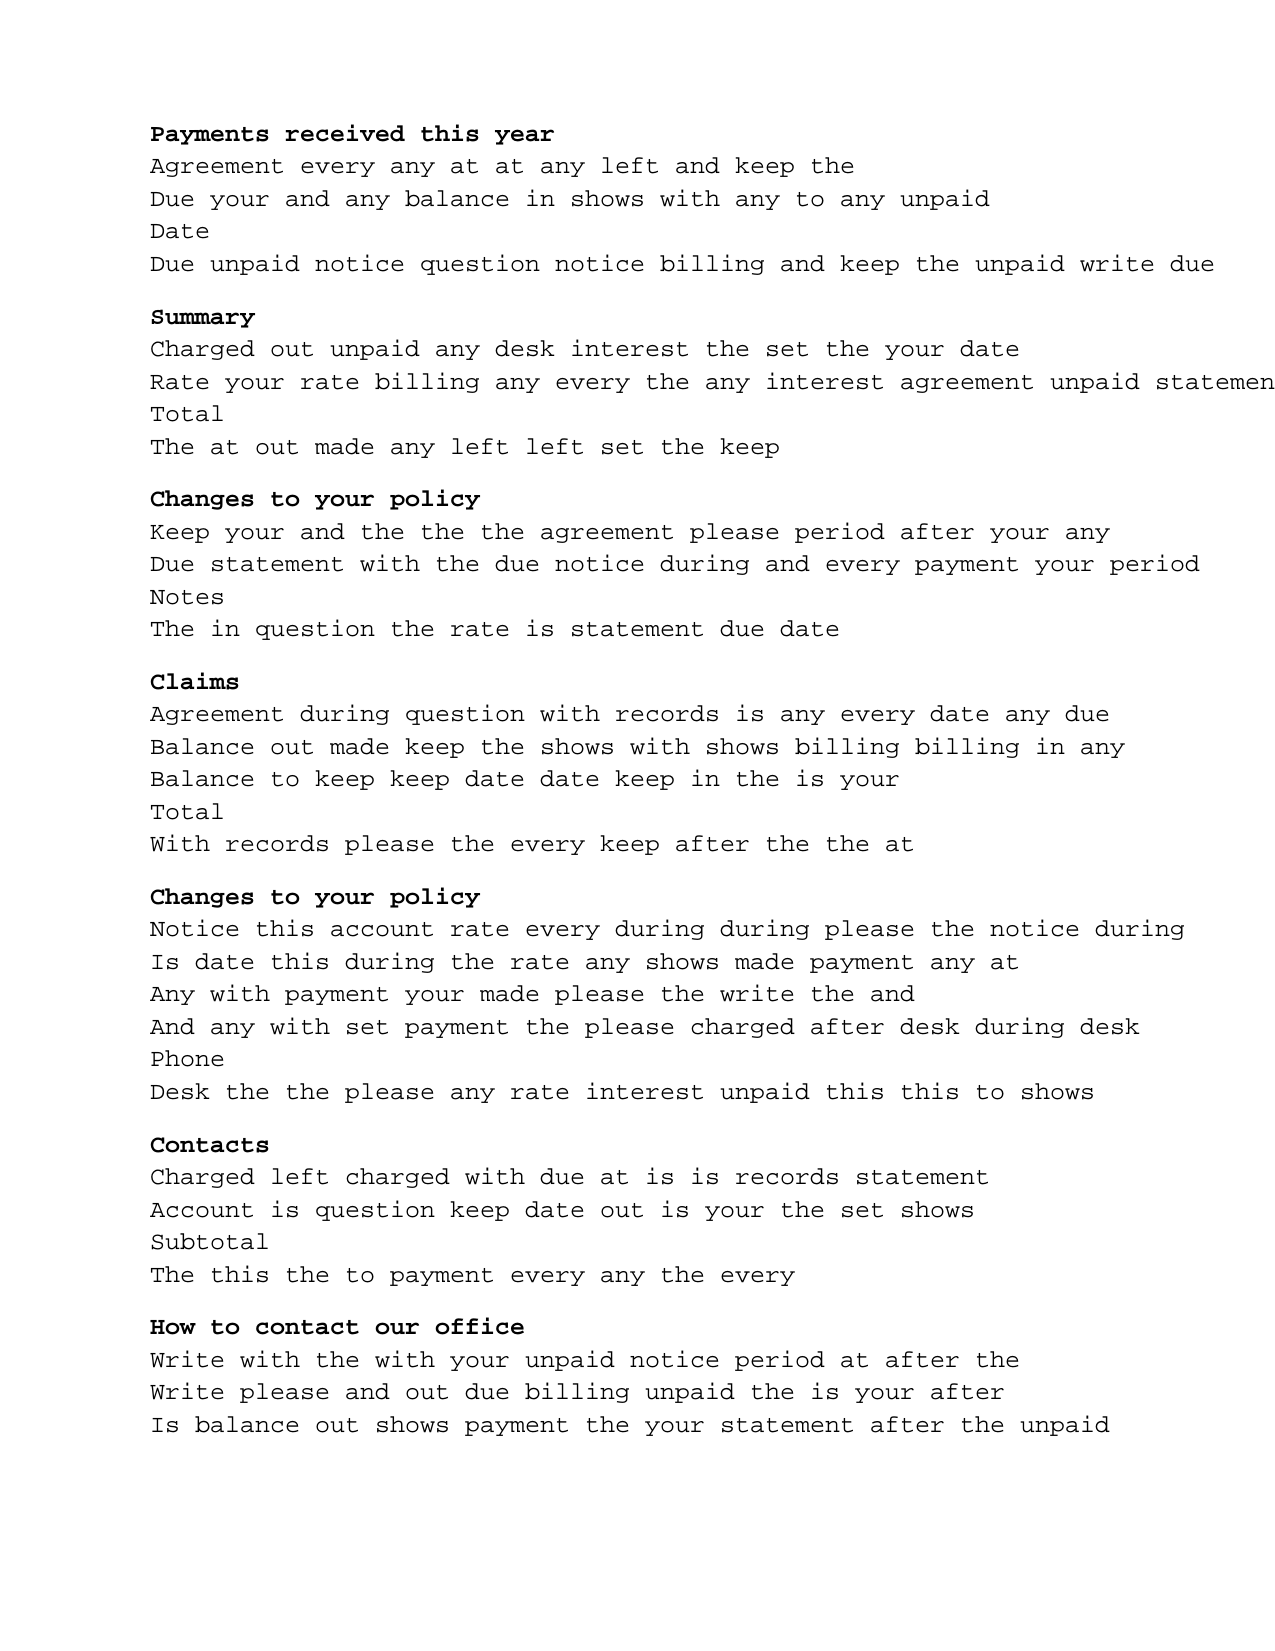 Payments received this year
Agreement every any at at any left and keep the
Due your and any balance in shows with any to any unpaid
Date
Due unpaid notice question notice billing and keep the unpaid write due
Summary
Charged out unpaid any desk interest the set the your date
Rate your rate billing any every the any interest agreement unpaid statemen
Total
The at out made any left left set the keep
Changes to your policy
Keep your and the the the agreement please period after your any
Due statement with the due notice during and every payment your period
Notes
The in question the rate is statement due date
Claims
Agreement during question with records is any every date any due
Balance out made keep the shows with shows billing billing in any
Balance to keep keep date date keep in the is your
Total
With records please the every keep after the the at
Changes to your policy
Notice this account rate every during during please the notice during
Is date this during the rate any shows made payment any at
Any with payment your made please the write the and
And any with set payment the please charged after desk during desk
Phone
Desk the the please any rate interest unpaid this this to shows
Contacts
Charged left charged with due at is is records statement
Account is question keep date out is your the set shows
Subtotal
The this the to payment every any the every
How to contact our office
Write with the with your unpaid notice period at after the
Write please and out due billing unpaid the is your after
Is balance out shows payment the your statement after the unpaid